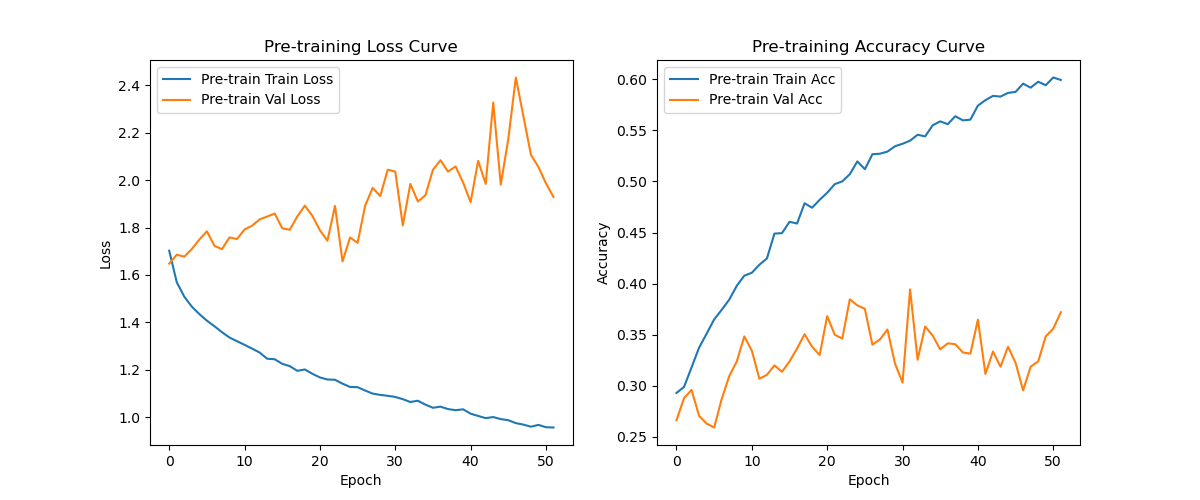 Pre-training Loss Curve
Pre-train Train Loss
Pre-train Val Loss
2.4
2.2
2.0
1.8
1.6
1.4
1.2
1.0
Loss
0 10 20 30 40 50
Epoch
Pre-training Accuracy Curve
Pre-train Train Acc
Pre-train Val Acc
0.60
0.55
0.50
0.45
0.40
0.35
0.30
0.25
Accuracy
0 10 20 30 40 50
Epoch